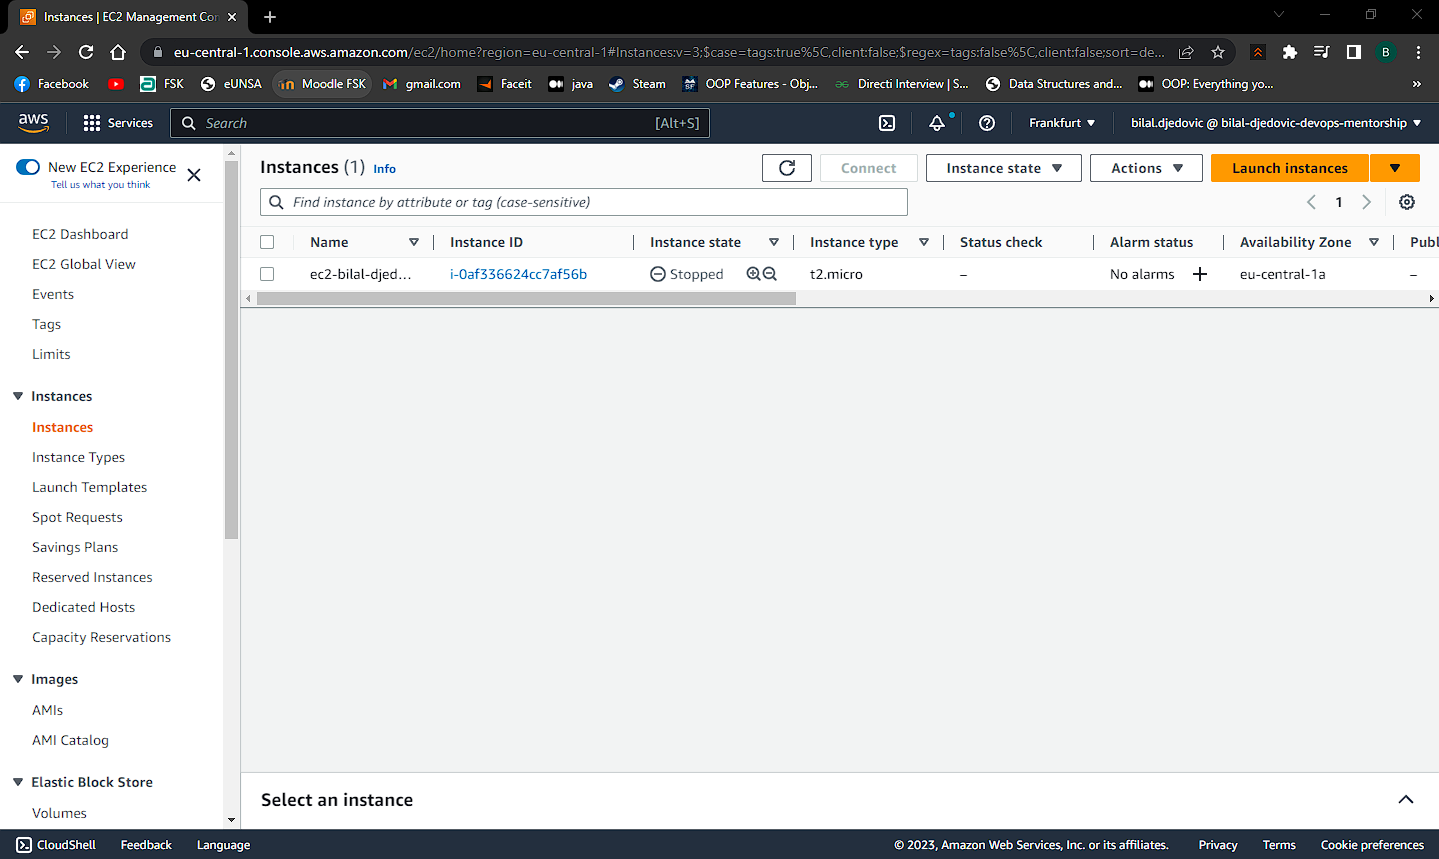 Instances | EC2 Management Con
eu-central-1.console.aws.amazon.com/ec2/home?region=eu-central-1#Instances:v=3;$case=tags:true%5C,client:false;$regex=tags:false%5C,client:false;sort=de...
B
Facebook FSK eUNSA Moodle FSK gmail.com Faceit java Steam OOP Features - Obj... Directi Interview | S... Data Structures and... OOP: Everything yo... »
aws Services Search [Alt+S] Frankfurt bilal.djedovic @ bilal-djedovic-devops-mentorship
New EC2 Experience
Tell us what you think
EC2 Dashboard
EC2 Global View
Events
Tags
Limits
Instances
Instances
Instance Types
Launch Templates
Spot Requests
Savings Plans
Reserved Instances
Dedicated Hosts
Capacity Reservations
Images
AMIs
AMI Catalog
Elastic Block Store
Volumes
Instances (1) Info Connect Instance state Actions Launch instances
Find instance by attribute or tag (case-sensitive) 1
Name Instance ID Instance state Instance type Status check Alarm status Availability Zone Publ
ec2-bilal-djed... i-0af336624cc7af56b Stopped t2.micro – No alarms + eu-central-1a –
Select an instance
CloudShell Feedback Language © 2023, Amazon Web Services, Inc. or its affiliates. Privacy Terms Cookie preferences